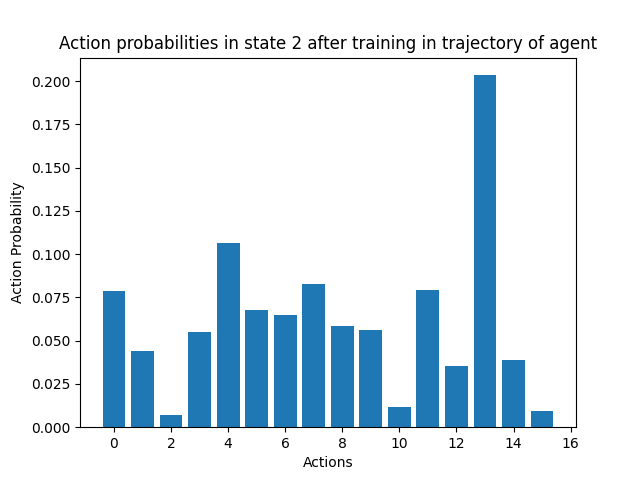 Action probabilities in state 2 after training in trajectory of agent
0.200
0.175
0.150
0.125
0.100
0.075
0.050
0.025
0.000
Action Probability
0 2 4 6 8 10 12 14 16
Actions